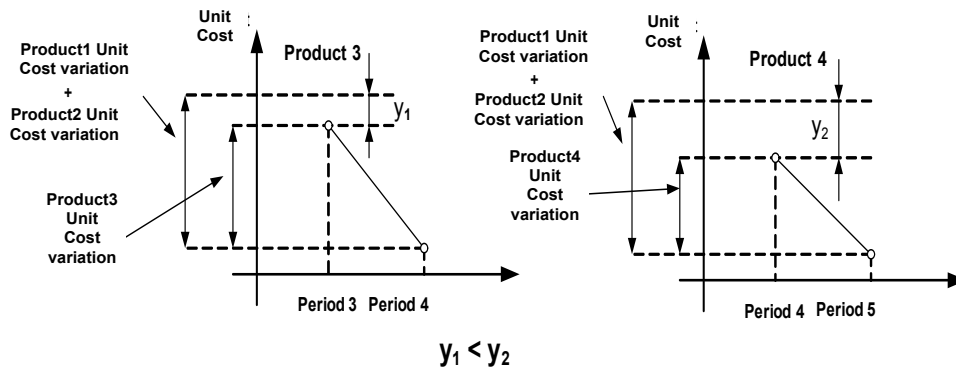 Unit
Cost
:
Product1 Unit
Cost variation
+
Product2 Unit
Cost variation
Product 3
y1
Product3
Unit
Cost
variation
Period 3 Period 4
Unit
Cost
:
Product1 Unit
Cost variation
+
Product2 Unit
Cost variation
Product 4
y2
Product4
Unit
Cost
variation
Period 4 Period 5
y1 < y2